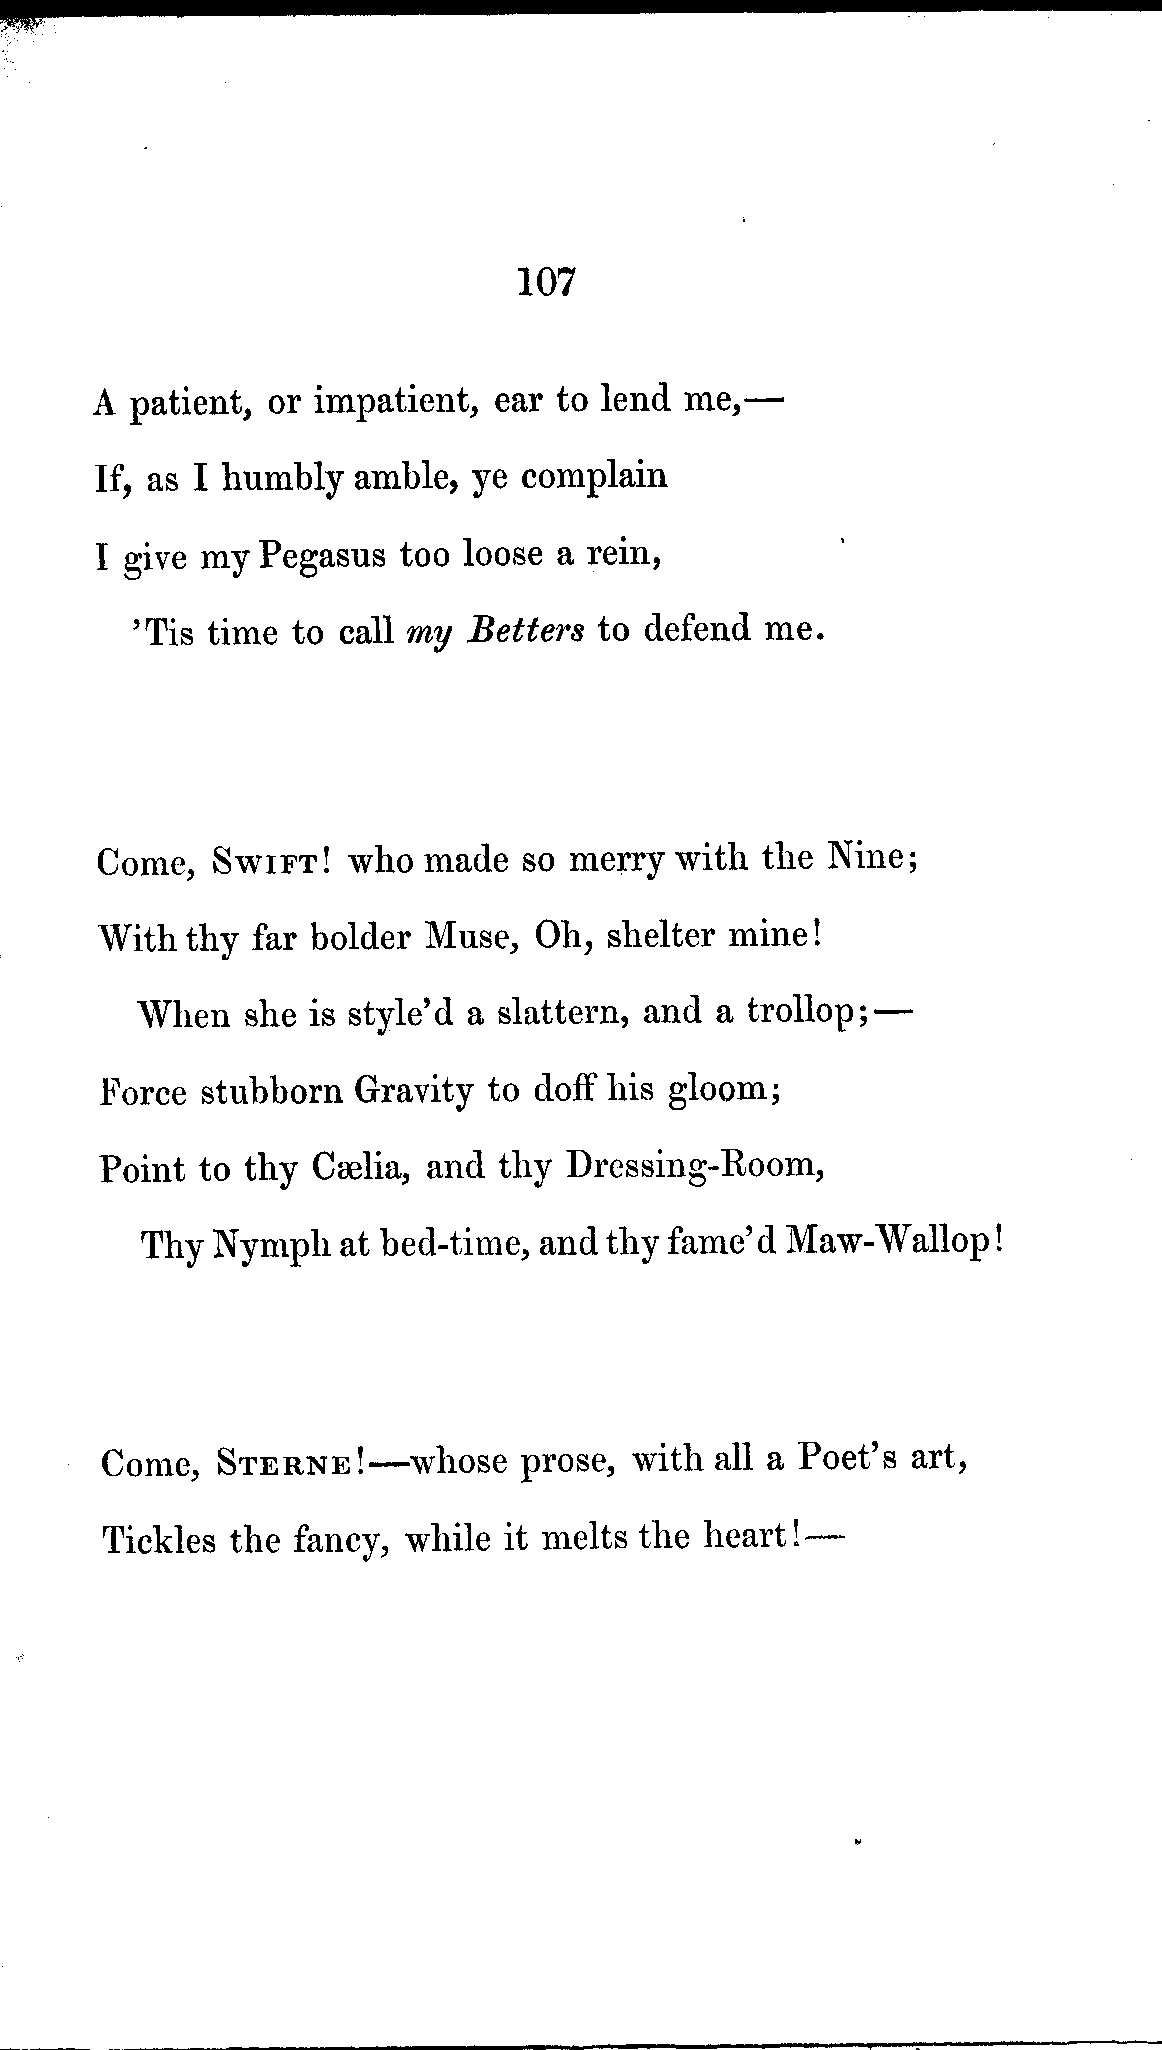 107
A patient, or impatient, ear to lend me,—
If, as I humbly amble, ye complain
I give my Pegasus too loose a rein,
'Tis time to call my Betters to defend me.
Come, SWIFT! who made so merry with the Nine;
With thy far bolder Muse, Oh, shelter mine!
When she is style'd a slattern, and a trollop;—
Force stubborn Gravity to doff his gloom;
Point to thy Cælia, and thy Dressing-Room,
Thy Nymph at bed-time, and thy fame'd Maw-Wallop!
Come, STERNE!—whose prose, with all a Poet's art,
Tickles the fancy, while it melts the heart!—